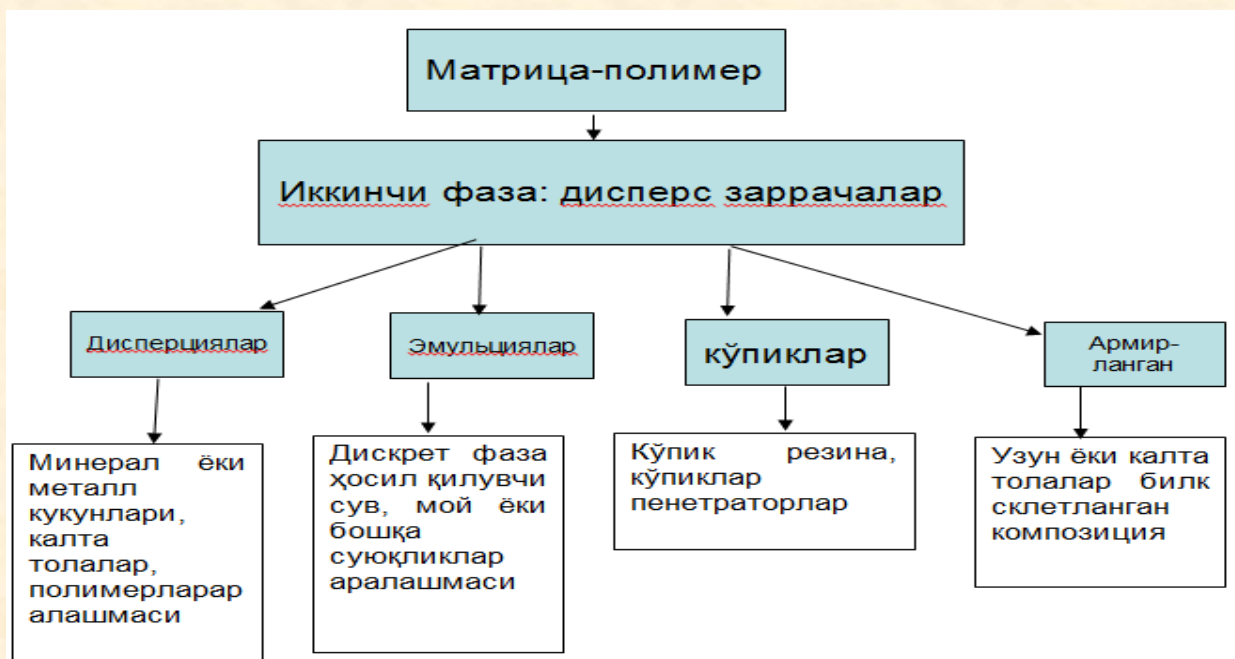 Матрица-полимер
Иккинчи фаза: дисперс заррачалар
Дисперциялар
Эмульциялар
кўпиклар
Армир-
ланган
Минерал ёки
металл
кукунлари,
калта
толалар,
полимерларар
алашмаси
Дискрет фаза
ҳосил қилувчи
сув, мой ёки
бошқа
суюқликлар
аралашмаси
Кўпик резина,
кўпиклар
пенетраторлар
Узун ёки калта
толалар билк
склетланган
композиция